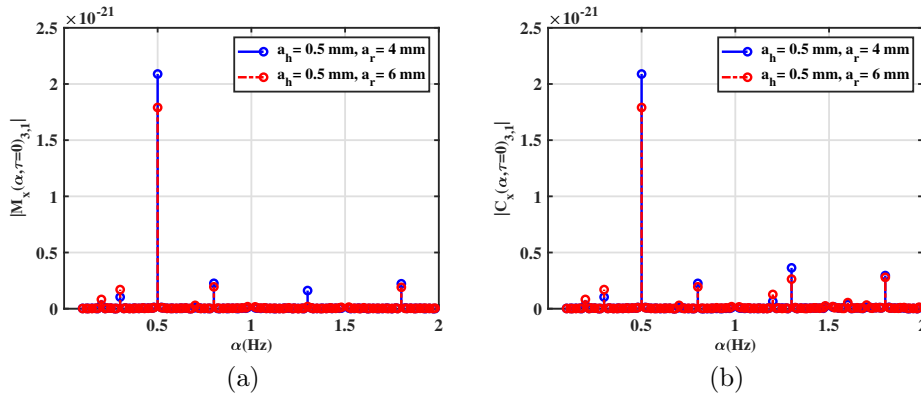 ×10⁻²¹
2.5
a_h= 0.5 mm, a_r= 4 mm
a_h= 0.5 mm, a_r= 6 mm
2
1.5
1
0.5
0
0.5 1 1.5 2
|M_x(α,τ=0)_{3,1}|
α(Hz)
(a)
×10⁻²¹
2.5
a_h= 0.5 mm, a_r= 4 mm
a_h= 0.5 mm, a_r= 6 mm
2
1.5
1
0.5
0
0.5 1 1.5 2
|C_x(α,τ=0)_{3,1}|
α(Hz)
(b)